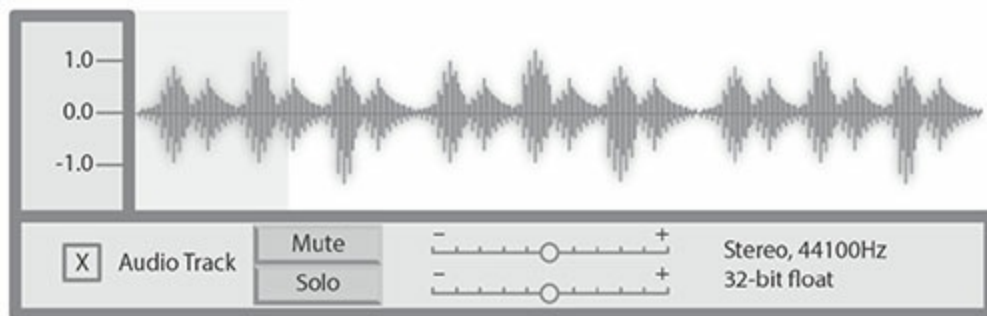 1.0
0.0
-1.0
X
Audio Track
Mute
Solo
− +
− +
Stereo, 44100Hz
32-bit float